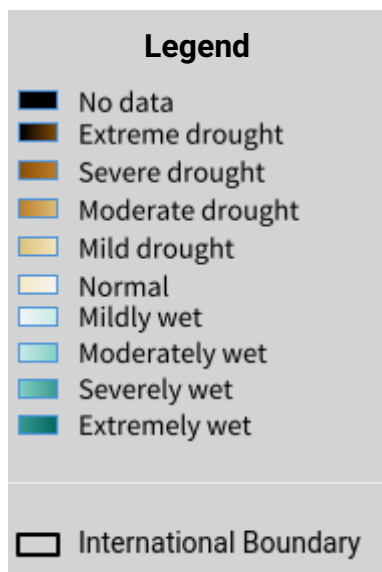 Legend
No data
Extreme drought
Severe drought
Moderate drought
Mild drought
Normal
Mildly wet
Moderately wet
Severely wet
Extremely wet
International Boundary